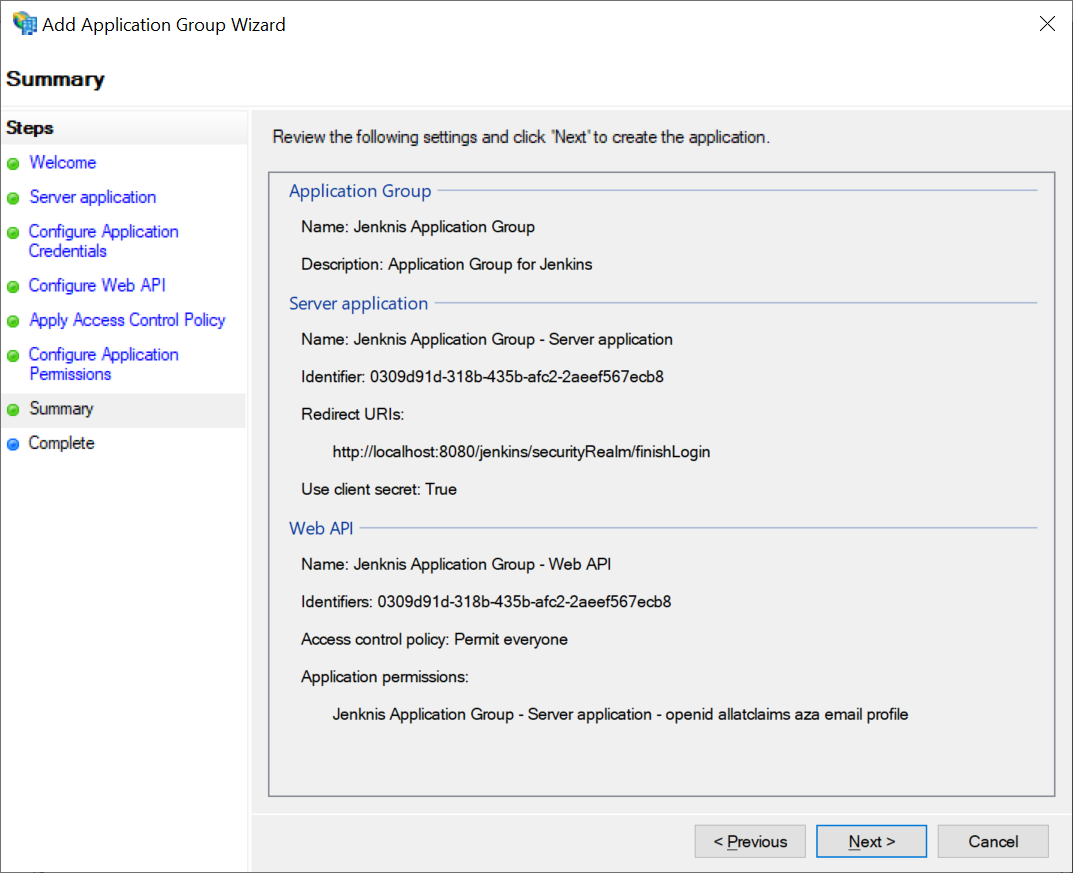 Add Application Group Wizard
Summary
Steps
Welcome
Server application
Configure Application
Credentials
Configure Web API
Apply Access Control Policy
Configure Application
Permissions
Summary
Complete
Review the following settings and click 'Next' to create the application.
Application Group
Name: Jenknis Application Group
Description: Application Group for Jenkins
Server application
Name: Jenknis Application Group - Server application
Identifier: 0309d91d-318b-435b-afc2-2aeef567ecb8
Redirect URIs:
http://localhost:8080/jenkins/securityRealm/finishLogin
Use client secret: True
Web API
Name: Jenknis Application Group - Web API
Identifiers: 0309d91d-318b-435b-afc2-2aeef567ecb8
Access control policy: Permit everyone
Application permissions:
Jenknis Application Group - Server application - openid allatclaims aza email profile
< Previous
Next >
Cancel